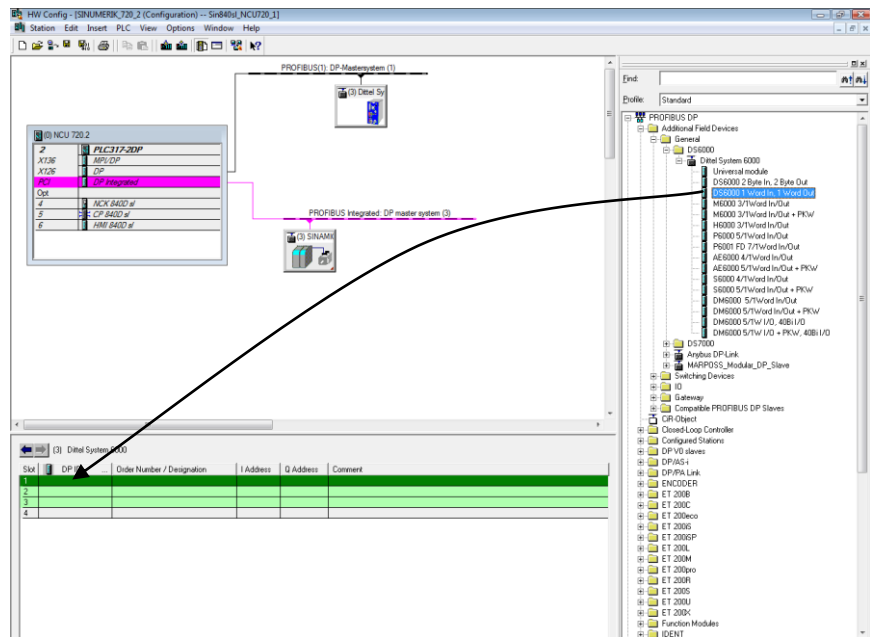 HW Config - [SINUMERIK_720_2 (Configuration) -- Sin840sl_NCU720_1]
Station Edit Insert PLC View Options Window Help
PROFIBUS(1): DP-Mastersystem (1)
(3) Dittel Sy
(0) NCU 720.2
2 PLC317-2DP
X136 MPI/DP
X126 DP
PCI DP Integrated
Opt
4 NCK 840D sl
5 CP 840D sl
6 HMI 840D sl
PROFIBUS Integrated: DP master system (3)
(3) SINAMI
(3) Dittel System 6000
Slot DP ... Order Number / Designation I Address Q Address Comment
1
2
3
4
Find:
Profile: Standard
PROFIBUS DP
Additional Field Devices
General
DS6000
Dittel System 6000
Universal module
DS6000 2 Byte In, 2 Byte Out
DS6000 1 Word In, 1 Word Out
M6000 3/1Word In/Out
M6000 3/1Word In/Out + PKW
H6000 3/1Word In/Out
P6000 5/1Word In/Out
P6001 FD 7/1Word In/Out
AE6000 4/1Word In/Out
AE6000 5/1Word In/Out + PKW
S6000 4/1Word In/Out
S6000 5/1Word In/Out + PKW
DM6000 5/1Word In/Out
DM6000 5/1Word In/Out + PKW
DM6000 5/1W I/O, 40Bi I/O
DM6000 5/1W I/O + PKW, 40Bi I/O
DS7000
Anybus DP-Link
MARPOSS_Modular_DP_Slave
Switching Devices
IO
Gateway
Compatible PROFIBUS DP Slaves
CiR-Object
Closed-Loop Controller
Configured Stations
DP V0 slaves
DP/AS-i
DP/PA Link
ENCODER
ET 200B
ET 200C
ET 200eco
ET 200iS
ET 200iSP
ET 200L
ET 200M
ET 200pro
ET 200R
ET 200S
ET 200U
ET 200X
Function Modules
IDENT